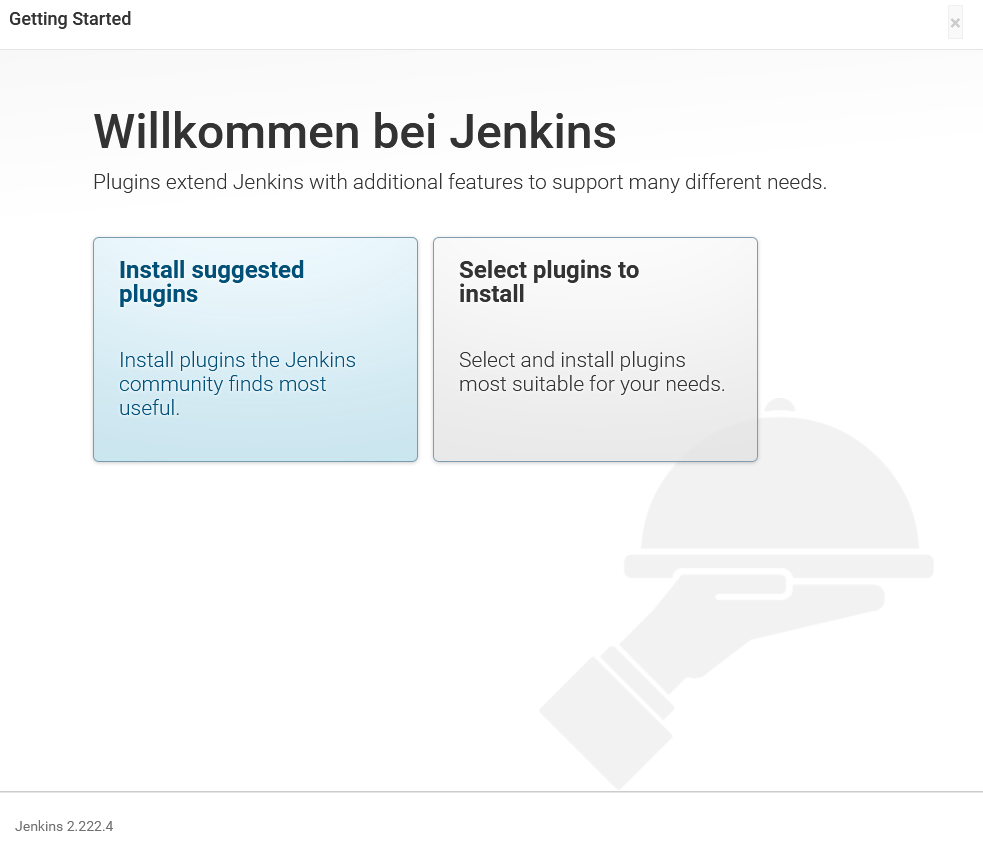 Getting Started
×
Willkommen bei Jenkins
Plugins extend Jenkins with additional features to support many different needs.
Install suggested
plugins
Install plugins the Jenkins
community finds most
useful.
Select plugins to
install
Select and install plugins
most suitable for your needs.
Jenkins 2.222.4